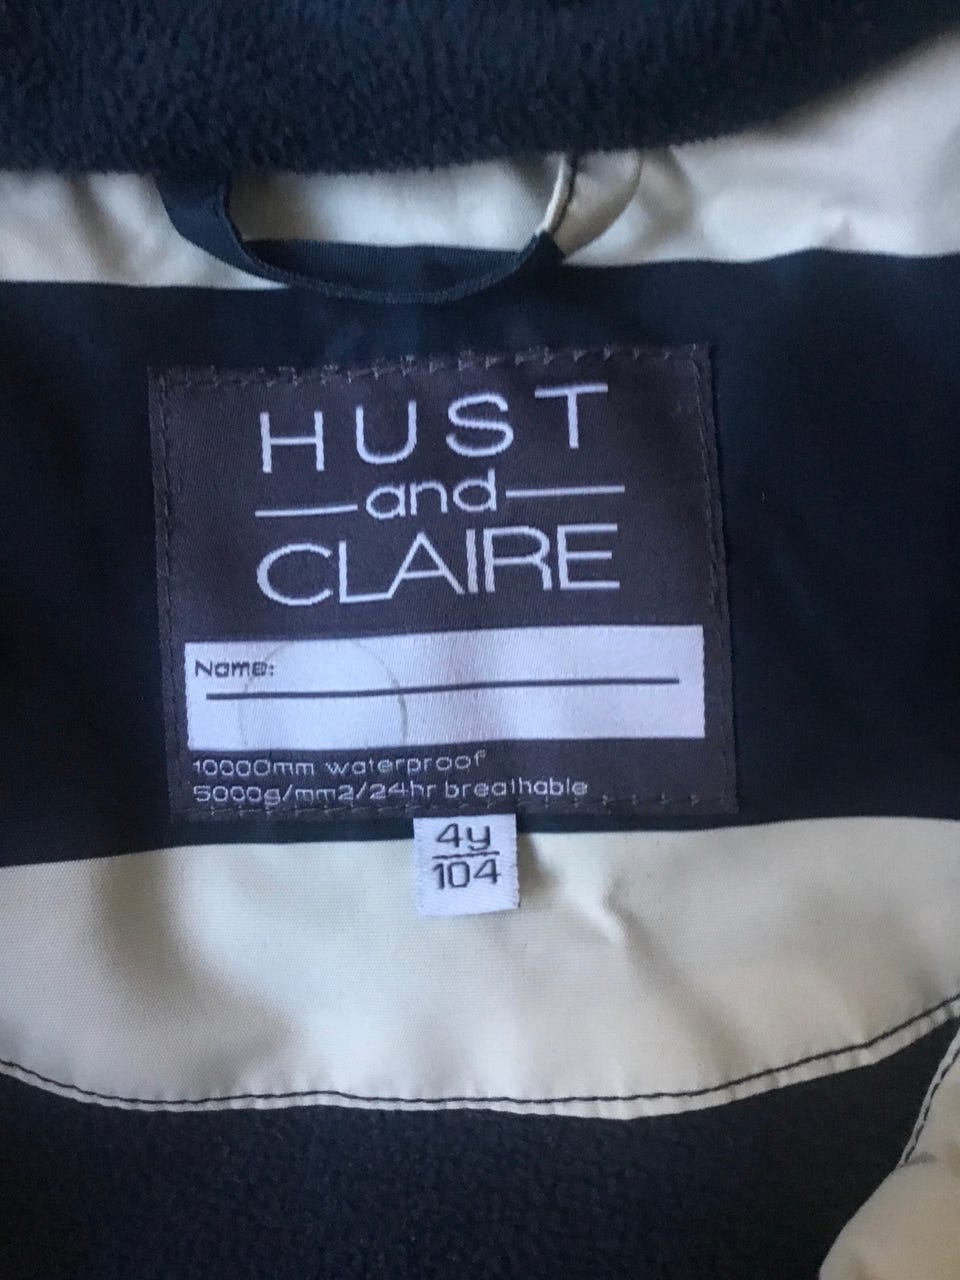 HUST
and
CLAIRE
Name:
10000mm waterproof
5000g/mm2/24hr breathable
4y
104